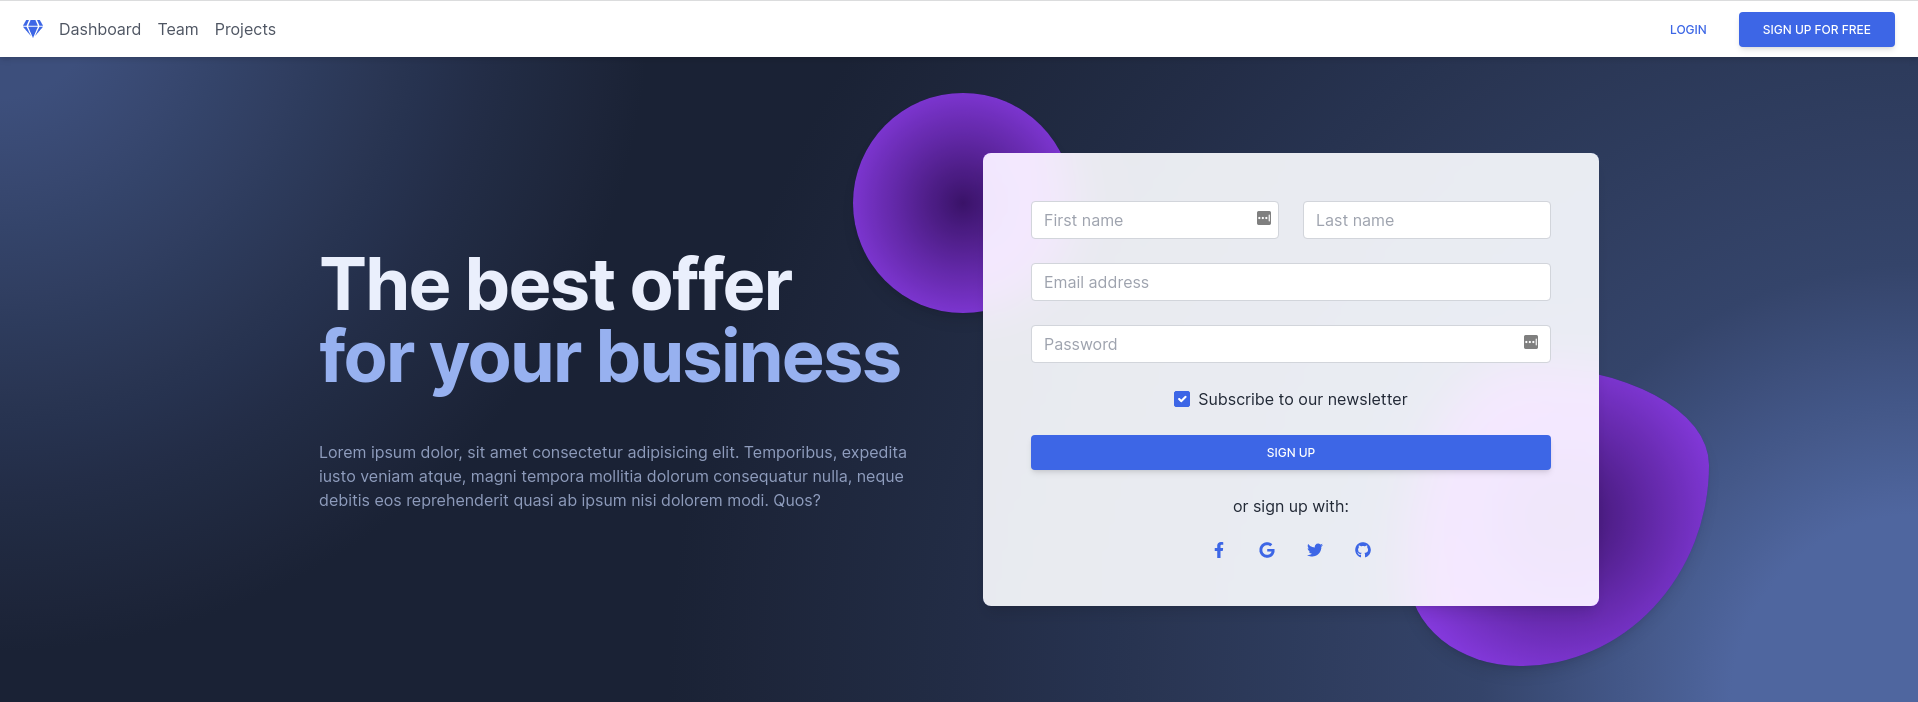 Dashboard Team Projects LOGIN SIGN UP FOR FREE
The best offer
for your business
Lorem ipsum dolor, sit amet consectetur adipisicing elit. Temporibus, expedita
iusto veniam atque, magni tempora mollitia dolorum consequatur nulla, neque
debitis eos reprehenderit quasi ab ipsum nisi dolorem modi. Quos?
First name Last name
Email address
Password
Subscribe to our newsletter
SIGN UP
or sign up with: